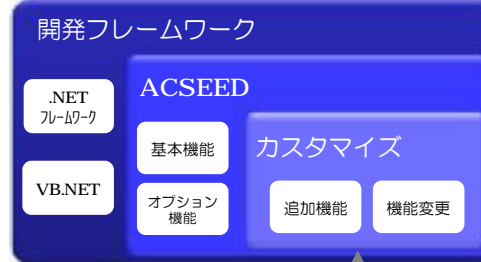 開発フレームワーク
.NET
フレームワーク
VB.NET
ACSEED
基本機能
オプション
機能
カスタマイズ
追加機能
機能変更